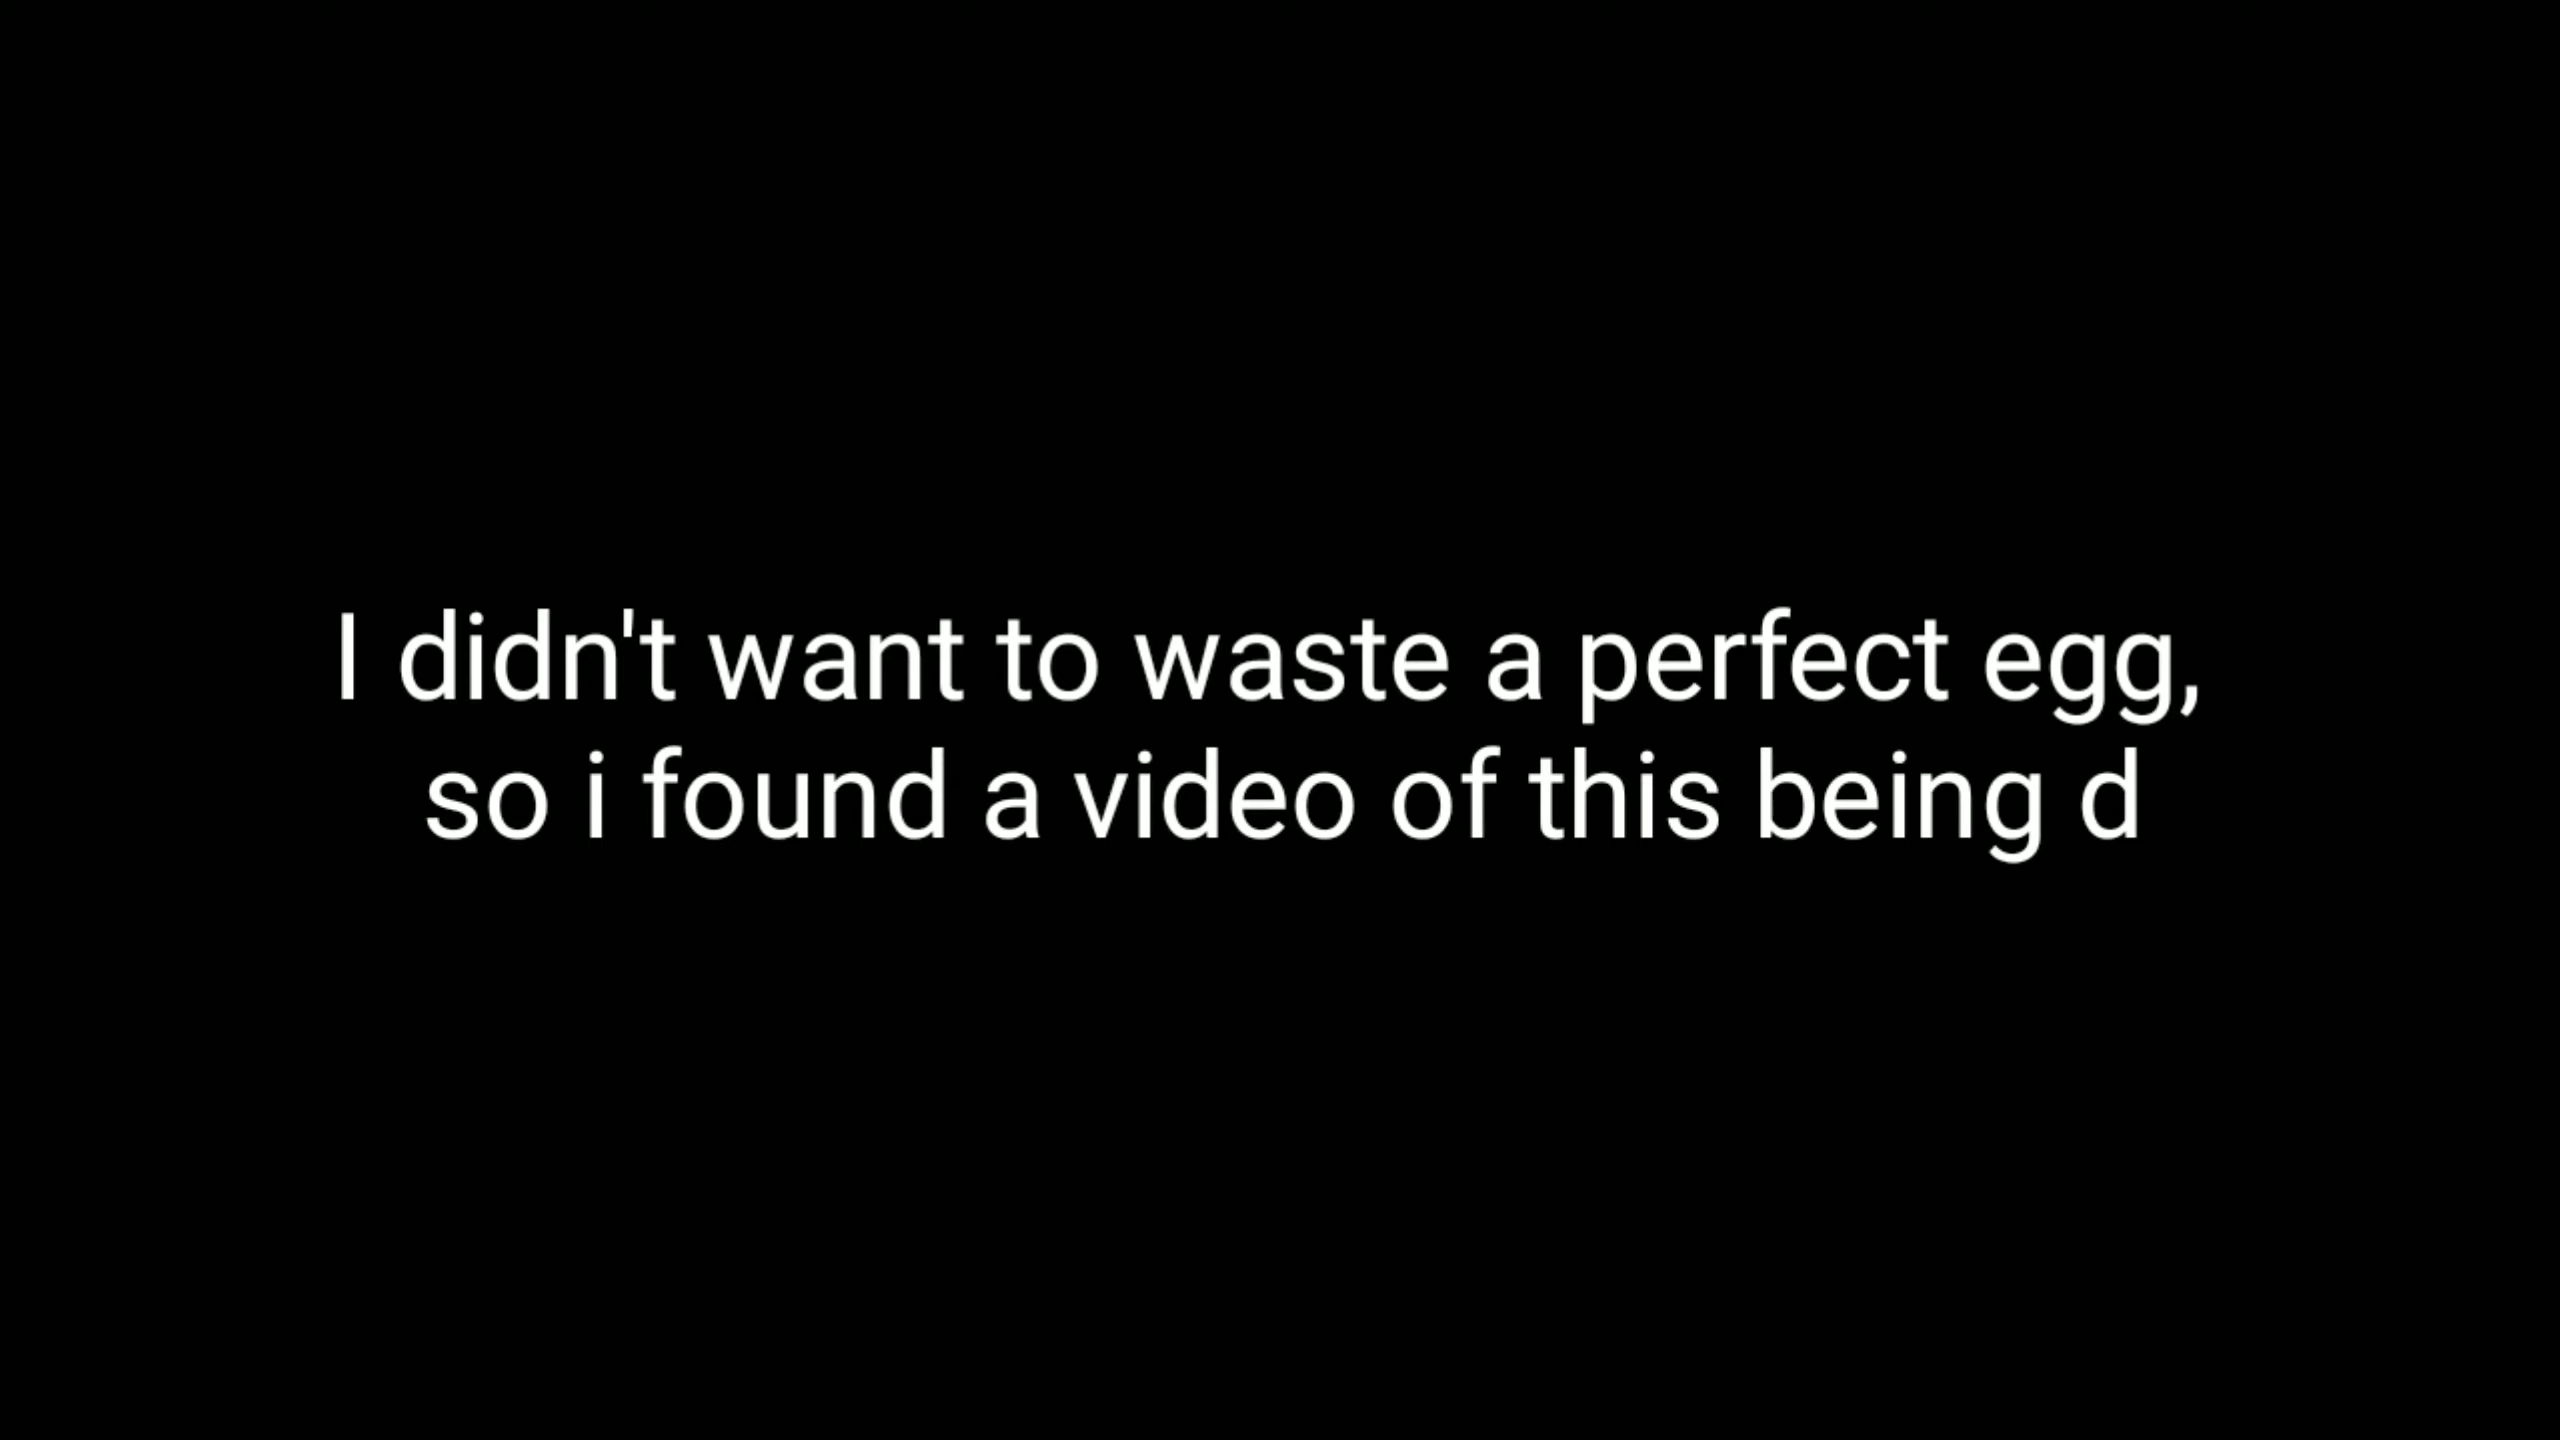 I didn't want to waste a perfect egg,
so i found a video of this being d